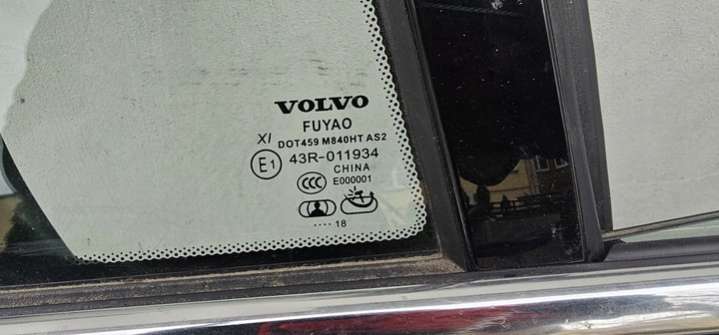 VOLVO
FUYAO
XI DOT459 M840HT AS2
E1 43R-011934
CHINA
CCC E000001
.... 18